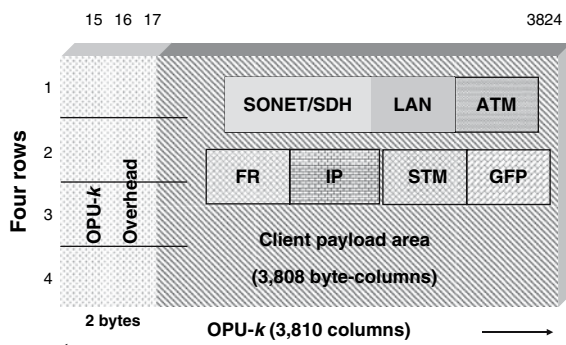 15 16 17 3824
1
SONET/SDH LAN ATM
2
FR IP STM GFP
Four rows
OPU-k
Overhead
3
Client payload area
4
(3,808 byte-columns)
2 bytes
OPU-k (3,810 columns)